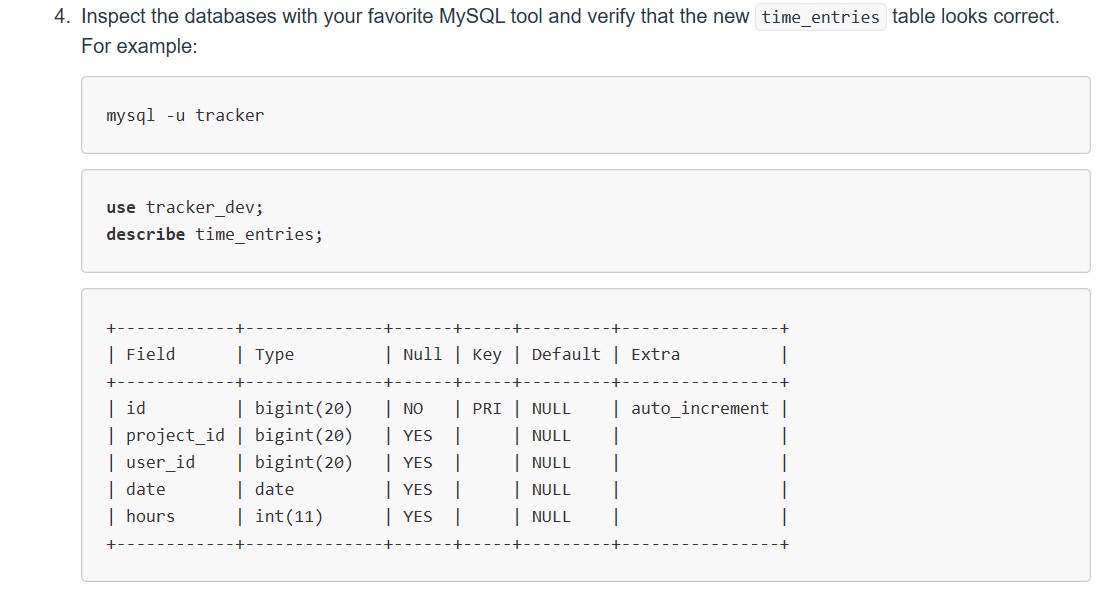 4. Inspect the databases with your favorite MySQL tool and verify that the new time_entries table looks correct.
For example:
mysql -u tracker
use tracker_dev;
describe time_entries;
+------------+--------------+------+-----+---------+----------------+
| Field      | Type         | Null | Key | Default | Extra          |
+------------+--------------+------+-----+---------+----------------+
| id         | bigint(20)   | NO   | PRI | NULL    | auto_increment |
| project_id | bigint(20)   | YES  |     | NULL    |                |
| user_id    | bigint(20)   | YES  |     | NULL    |                |
| date       | date         | YES  |     | NULL    |                |
| hours      | int(11)      | YES  |     | NULL    |                |
+------------+--------------+------+-----+---------+----------------+